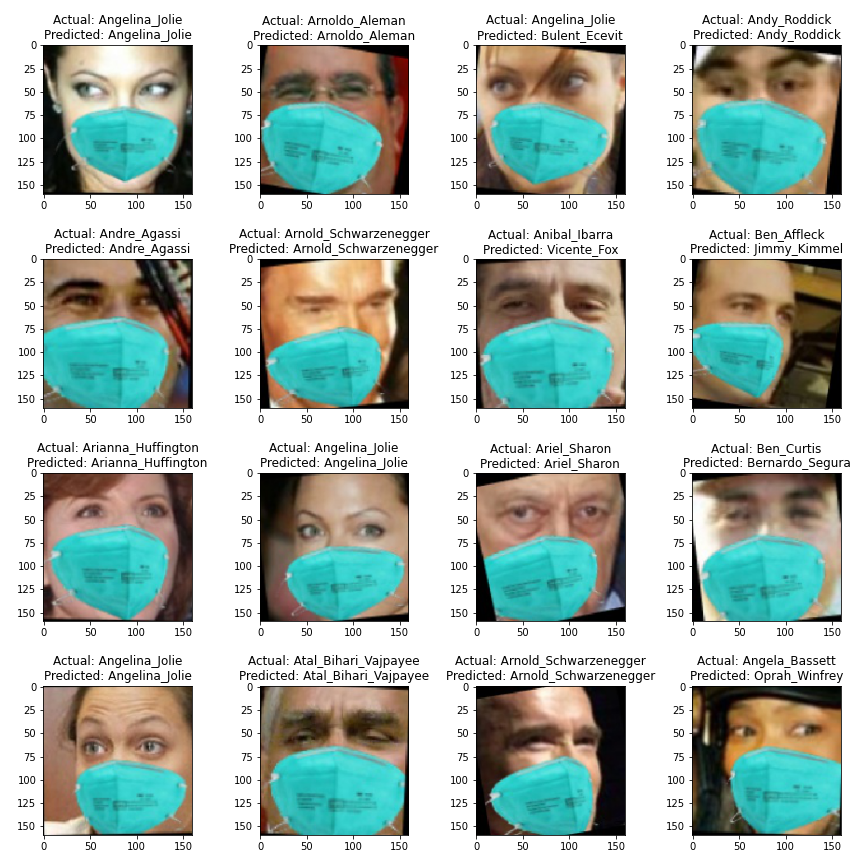 Actual: Angelina_Jolie
Predicted: Angelina_Jolie
Actual: Arnoldo_Aleman
Predicted: Arnoldo_Aleman
Actual: Angelina_Jolie
Predicted: Bulent_Ecevit
Actual: Andy_Roddick
Predicted: Andy_Roddick
0
25
50
75
100
125
150
0 50 100 150
0
25
50
75
100
125
150
0 50 100 150
0
25
50
75
100
125
150
0 50 100 150
0
25
50
75
100
125
150
0 50 100 150
Actual: Andre_Agassi
Predicted: Andre_Agassi
Actual: Arnold_Schwarzenegger
Predicted: Arnold_Schwarzenegger
Actual: Anibal_Ibarra
Predicted: Vicente_Fox
Actual: Ben_Affleck
Predicted: Jimmy_Kimmel
0
25
50
75
100
125
150
0 50 100 150
0
25
50
75
100
125
150
0 50 100 150
0
25
50
75
100
125
150
0 50 100 150
0
25
50
75
100
125
150
0 50 100 150
Actual: Arianna_Huffington
Predicted: Arianna_Huffington
Actual: Angelina_Jolie
Predicted: Angelina_Jolie
Actual: Ariel_Sharon
Predicted: Ariel_Sharon
Actual: Ben_Curtis
Predicted: Bernardo_Segura
0
25
50
75
100
125
150
0 50 100 150
0
25
50
75
100
125
150
0 50 100 150
0
25
50
75
100
125
150
0 50 100 150
0
25
50
75
100
125
150
0 50 100 150
Actual: Angelina_Jolie
Predicted: Angelina_Jolie
Actual: Atal_Bihari_Vajpayee
Predicted: Atal_Bihari_Vajpayee
Actual: Arnold_Schwarzenegger
Predicted: Arnold_Schwarzenegger
Actual: Angela_Bassett
Predicted: Oprah_Winfrey
0
25
50
75
100
125
150
0 50 100 150
0
25
50
75
100
125
150
0 50 100 150
0
25
50
75
100
125
150
0 50 100 150
0
25
50
75
100
125
150
0 50 100 150